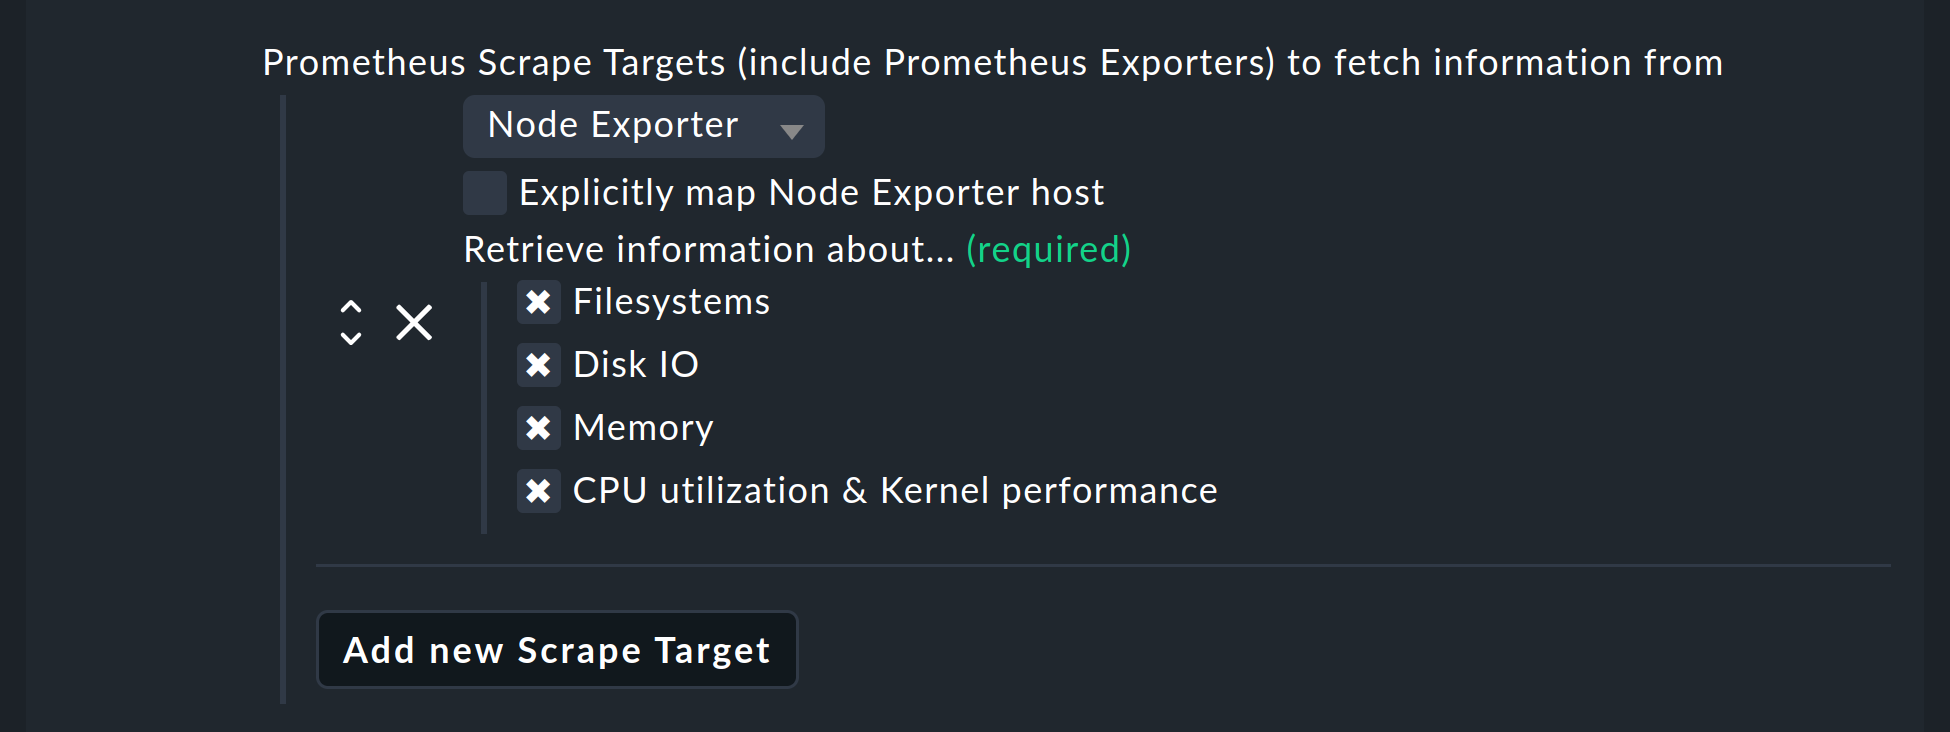 Prometheus Scrape Targets (include Prometheus Exporters) to fetch information from
Node Exporter
Explicitly map Node Exporter host
Retrieve information about... (required)
Filesystems
Disk IO
Memory
CPU utilization & Kernel performance
Add new Scrape Target